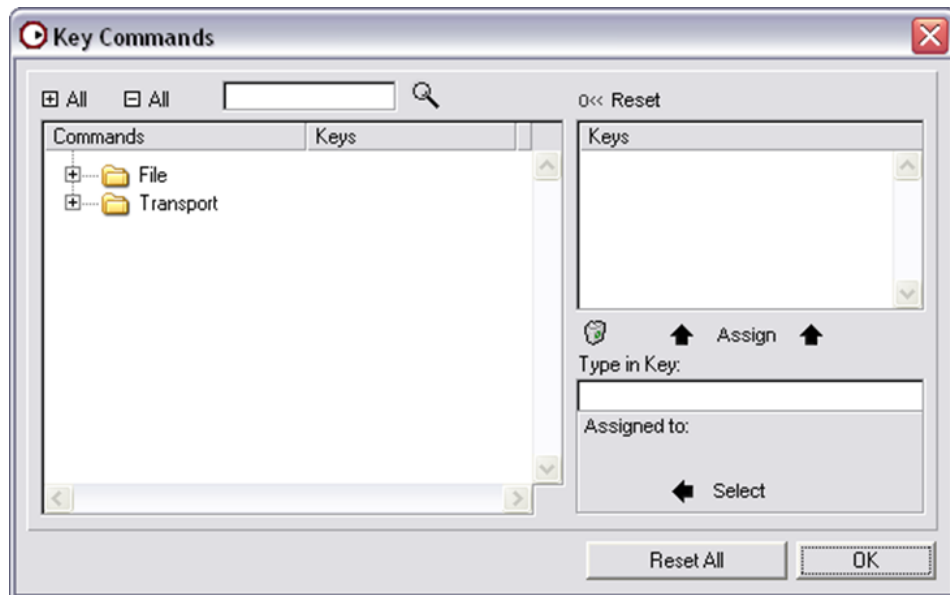 Key Commands
All All
0<< Reset
Commands Keys
File
Transport
Keys
Assign
Type in Key:
Assigned to:
Select
Reset All OK